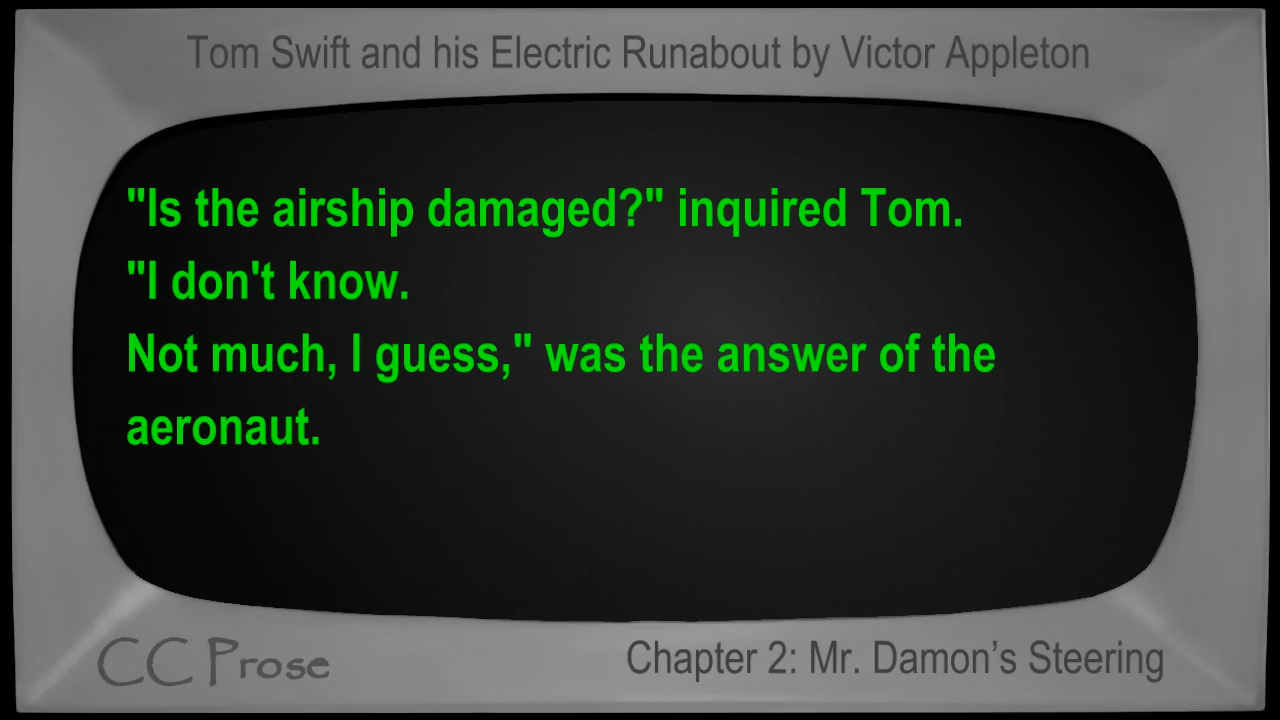 Tom Swift and his Electric Runabout by Victor Appleton
"Is the airship damaged?" inquired Tom.
"I don't know.
Not much, I guess," was the answer of the
aeronaut.
CC Prose
Chapter 2: Mr. Damon’s Steering